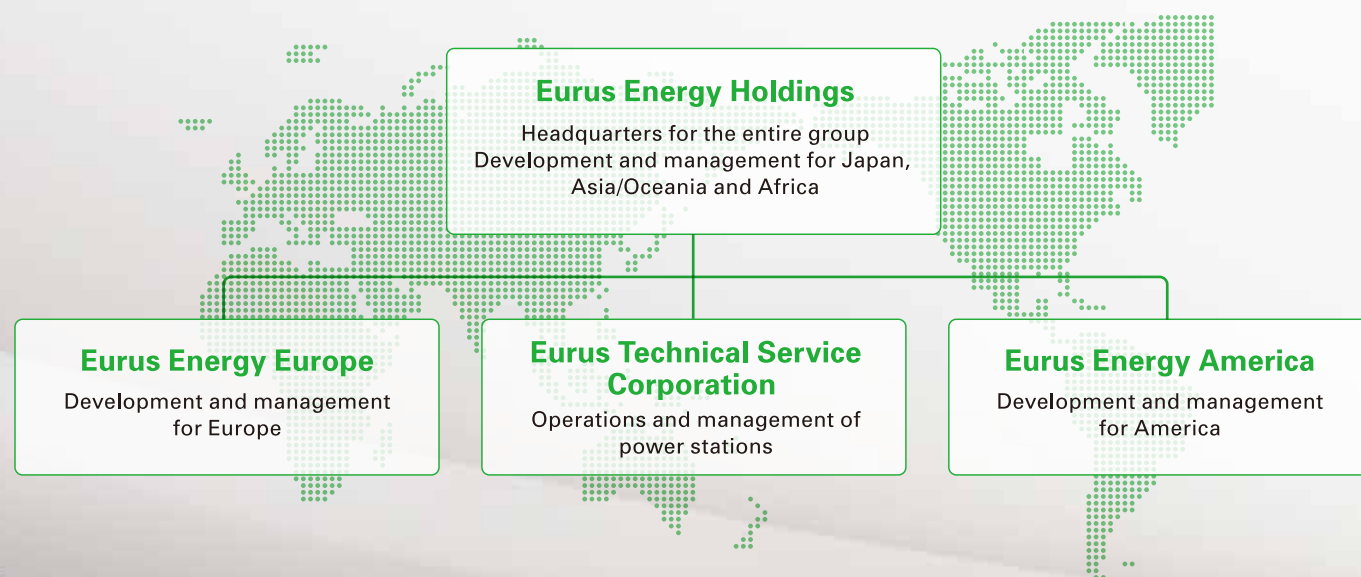 Eurus Energy Holdings
Headquarters for the entire group
Development and management for Japan,
Asia/Oceania and Africa
Eurus Energy Europe
Development and management
for Europe
Eurus Technical Service
Corporation
Operations and management of
power stations
Eurus Energy America
Development and management
for America